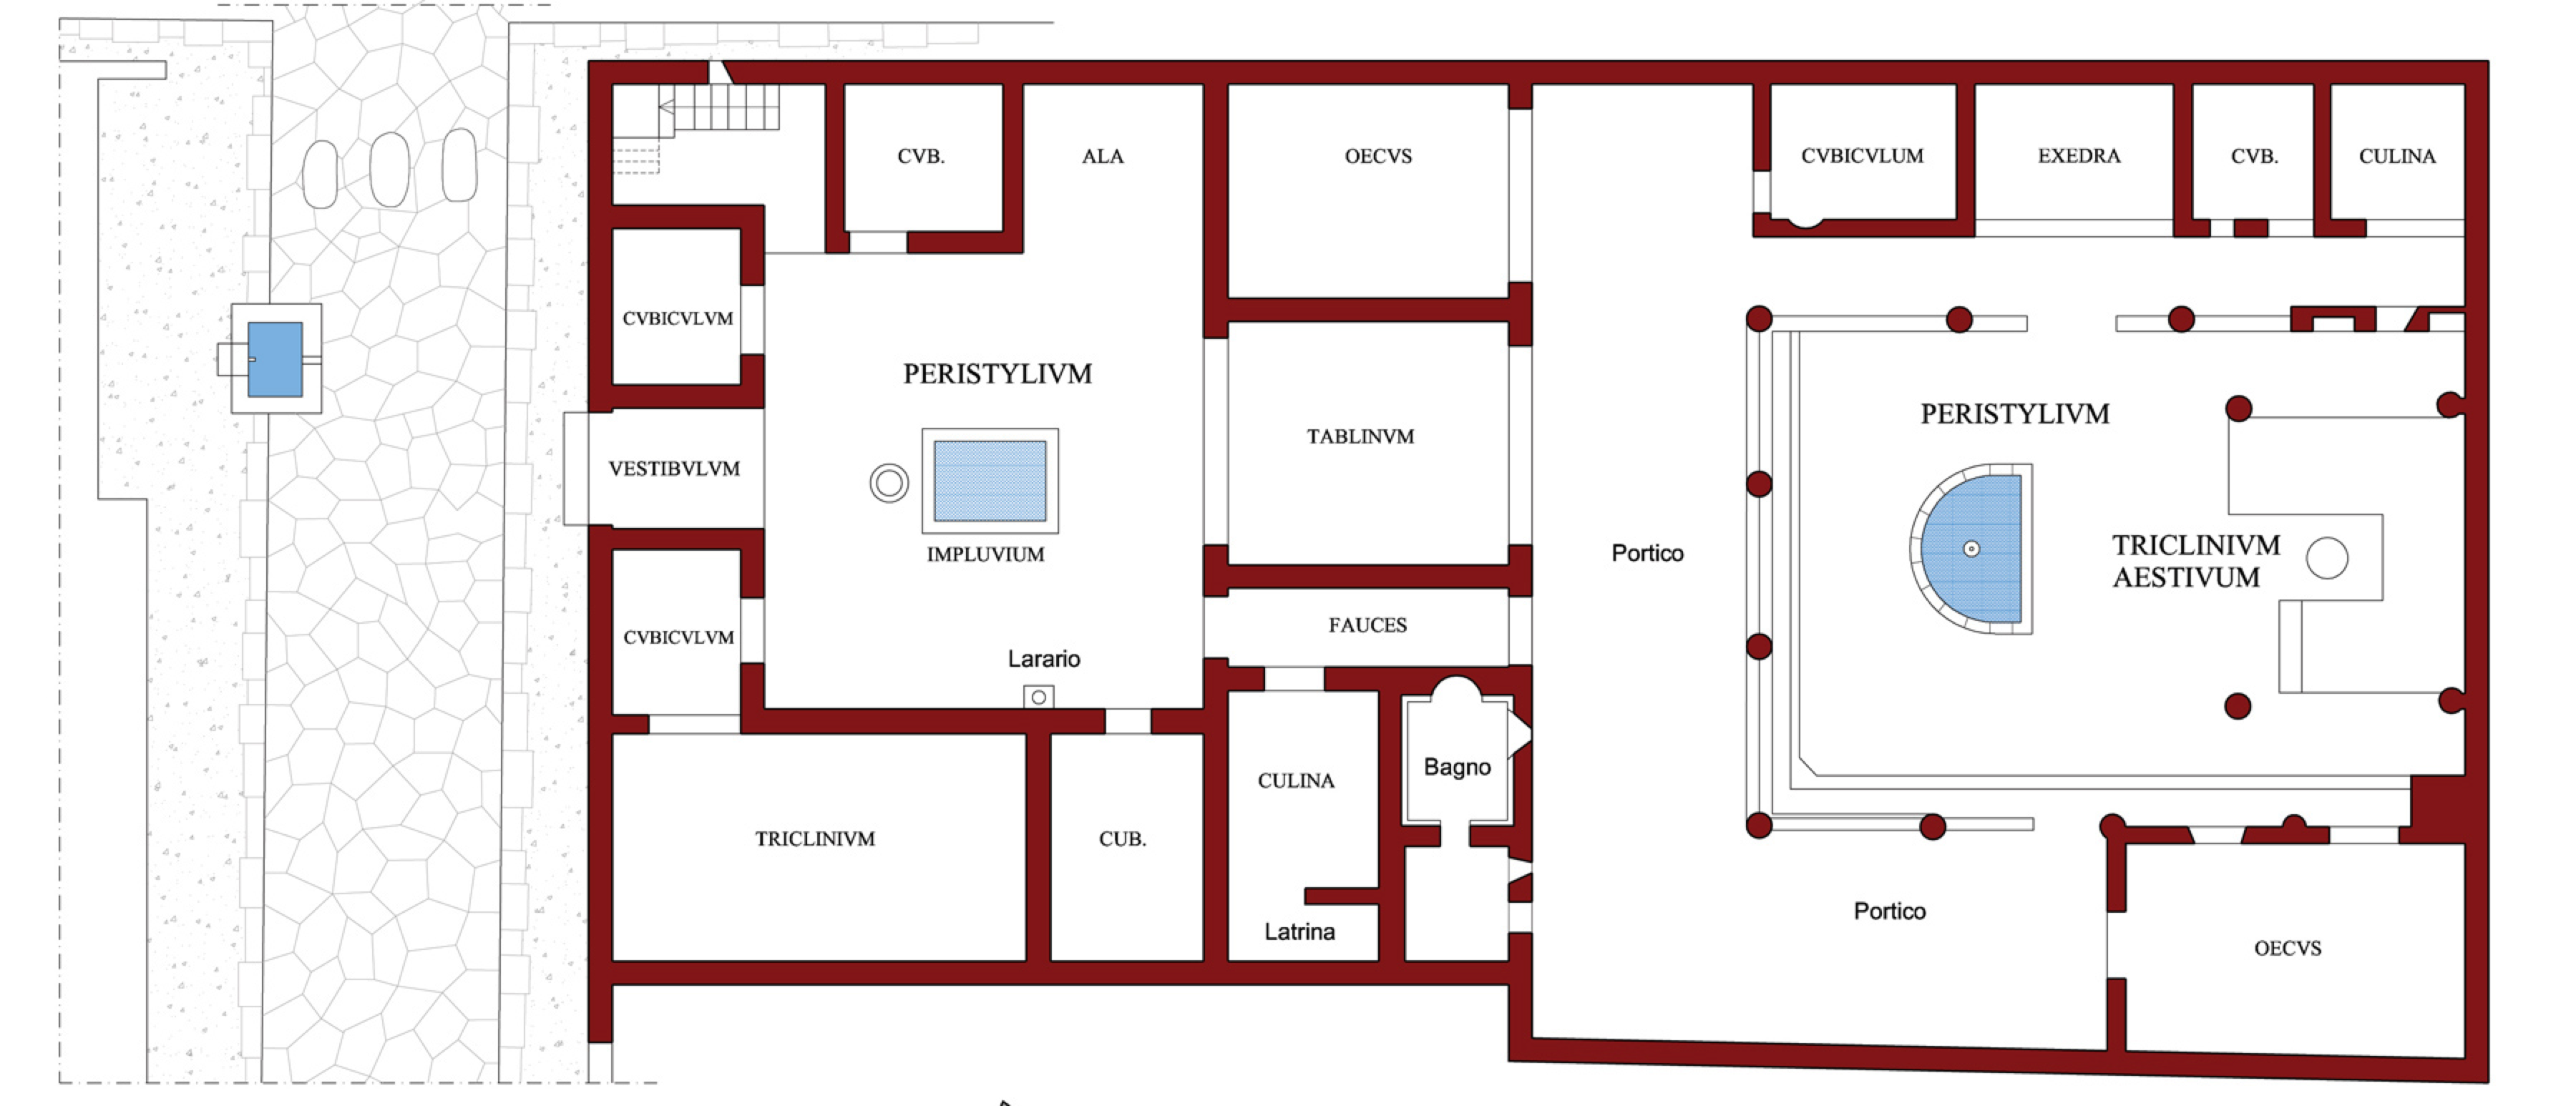 CVB.
ALA
OECVS
CVBICVLUM
EXEDRA
CVB.
CULINA
CVBICVLVM
PERISTYLIVM
PERISTYLIVM
TABLINVM
VESTIBVLVM
IMPLUVIUM
Portico
TRICLINIVM
AESTIVUM
FAUCES
CVBICVLVM
Larario
Bagno
CULINA
TRICLINIVM
CUB.
Portico
Latrina
OECVS